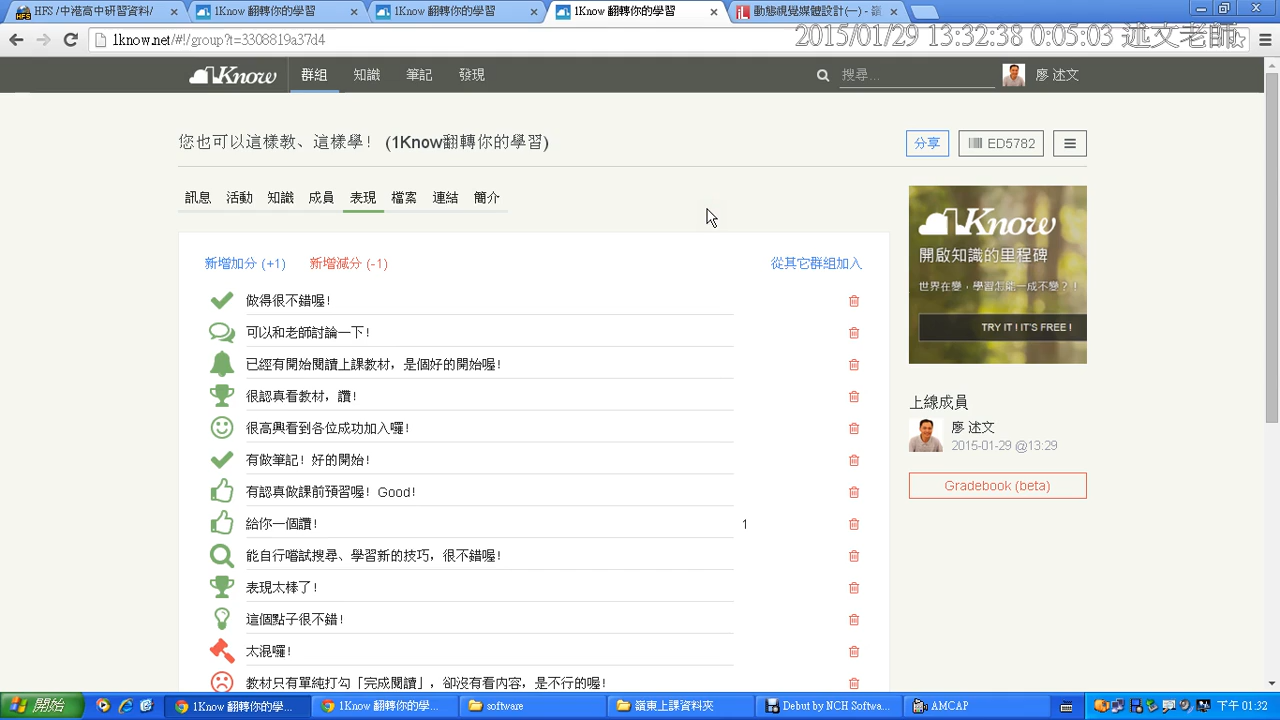 HFS /中港高中研習資料/
1Know 翻轉你的學習
1Know 翻轉你的學習
1Know 翻轉你的學習
動態視覺媒體設計(一) -
1know.net/#!/group?t=3308b19a37d4
2015/01/29 13:32:38 0:05:03 述文老師
1Know
群組
知識
筆記
發現
搜尋...
廖 述文
您也可以這樣教、這樣學! (1Know翻轉你的學習)
分享
ED5782
訊息
活動
知識
成員
表現
檔案
連結
簡介
新增加分 (+1)
新增減分 (-1)
從其它群組加入
做得很不錯喔!
可以和老師討論一下!
已經有開始閱讀上課教材，是個好的開始喔!
很認真看教材，讚!
很高興看到各位成功加入囉!
有做筆記! 好的開始!
有認真做課前預習喔! Good!
給你一個讚!
1
能自行嚐試搜尋、學習新的技巧，很不錯喔!
表現太棒了!
這個點子很不錯!
太混囉!
教材只有單純打勾「完成閱讀」，卻沒有看內容，是不行的喔!
1Know
開啟知識的里程碑
世界在變，學習怎能一成不變？!
TRY IT ! IT'S FREE !
上線成員
廖 述文
2015-01-29 @13:29
Gradebook (beta)
開始
1Know 翻轉你的學...
1Know 翻轉你的學...
software
嶺東上課資料夾
Debut by NCH Softwa...
AMCAP
下午 01:32